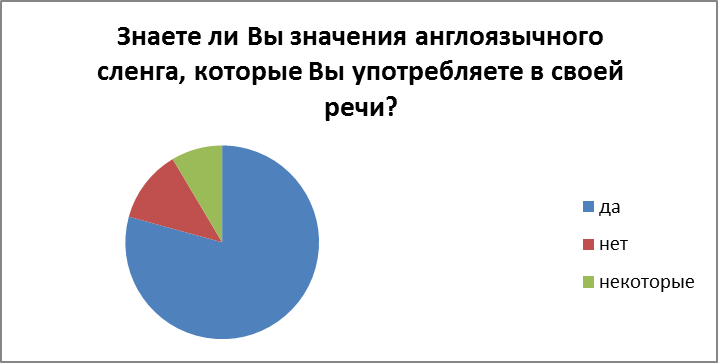 Знаете ли Вы значения англоязычного
сленга, которые Вы употребляете в своей
речи?
да
нет
некоторые